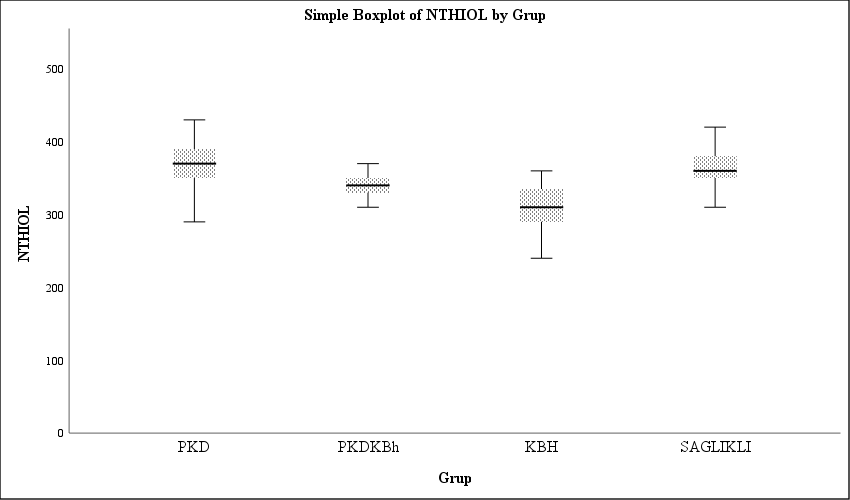 Simple Boxplot of NTHIOL by Grup
500
400
300
200
100
0
NTHIOL
PKD PKDKBh KBH SAGLIKLI
Grup